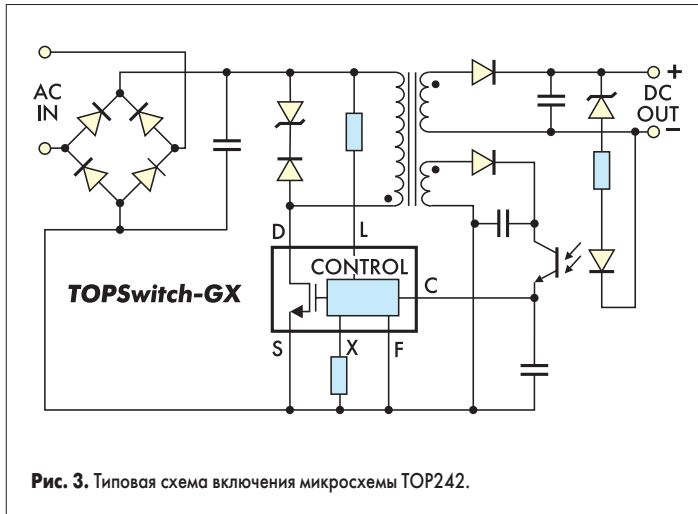 AC
IN
+
DC
OUT
−
D
L
CONTROL
C
TOPSwitch-GX
S
X
F
Рис. 3. Типовая схема включения микросхемы TOP242.